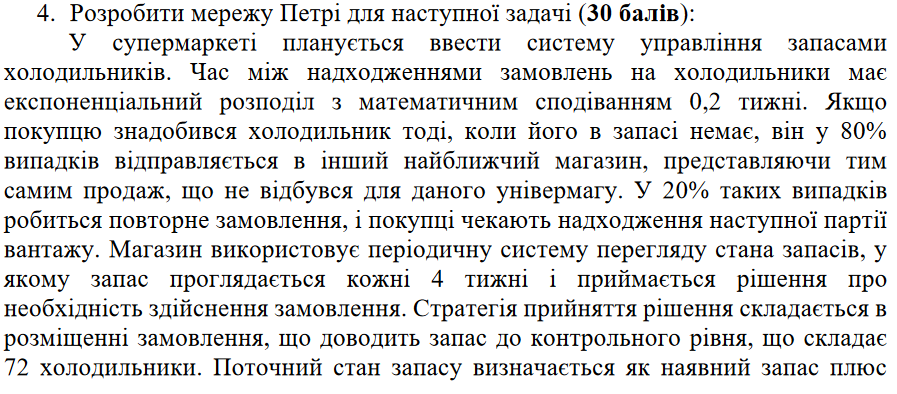 4. Розробити мережу Петрі для наступної задачі (30 балів):
У супермаркеті планується ввести систему управління запасами
холодильників. Час між надходженнями замовлень на холодильники має
експоненціальний розподіл з математичним сподіванням 0,2 тижні. Якщо
покупцю знадобився холодильник тоді, коли його в запасі немає, він у 80%
випадків відправляється в інший найближчий магазин, представляючи тим
самим продаж, що не відбувся для даного універмагу. У 20% таких випадків
робиться повторне замовлення, і покупці чекають надходження наступної партії
вантажу. Магазин використовує періодичну систему перегляду стана запасів, у
якому запас проглядається кожні 4 тижні і приймається рішення про
необхідність здійснення замовлення. Стратегія прийняття рішення складається в
розміщенні замовлення, що доводить запас до контрольного рівня, що складає
72 холодильники. Поточний стан запасу визначається як наявний запас плюс